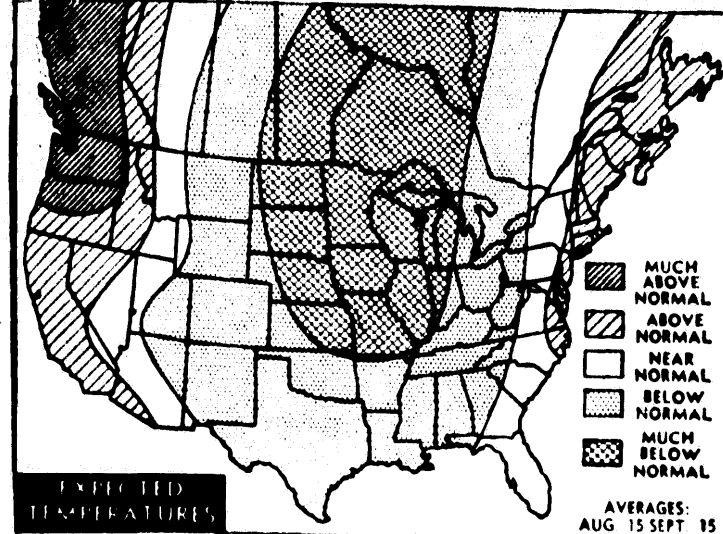 MUCH
ABOVE
NORMAL
ABOVE
NORMAL
NEAR
NORMAL
BELOW
NORMAL
MUCH
BELOW
NORMAL
EXPECTED
TEMPERATURES
AVERAGES:
AUG. 15 SEPT. 15